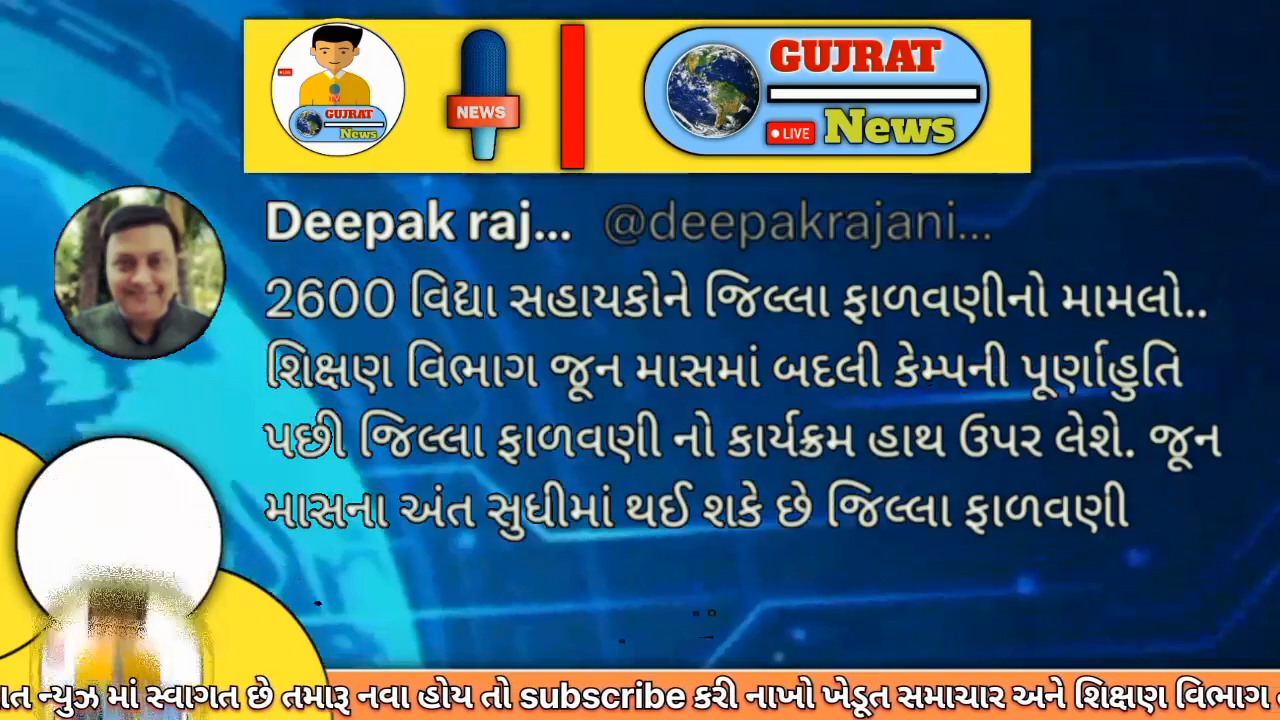 GUJRAT
NEWS
GUJRAT
News
LIVE
News
Deepak raj... @deepakrajani...
2600 વિદ્યા સહાયકોને જિલ્લા ફાળવણીનો મામલો..
શિક્ષણ વિભાગ જૂન માસમાં બદલી કેમ્પની પૂર્ણાહુતિ
પછી જિલ્લા ફાળવણી નો કાર્યક્રમ હાથ ઉપર લેશે. જૂન
માસના અંત સુધીમાં થઈ શકે છે જિલ્લા ફાળવણી
ન્યુઝ માં સ્વાગત છે તમારૂ નવા હોય તો subscribe કરી નાખો ખેડૂત સમાચાર અને શિક્ષણ વિભાગ